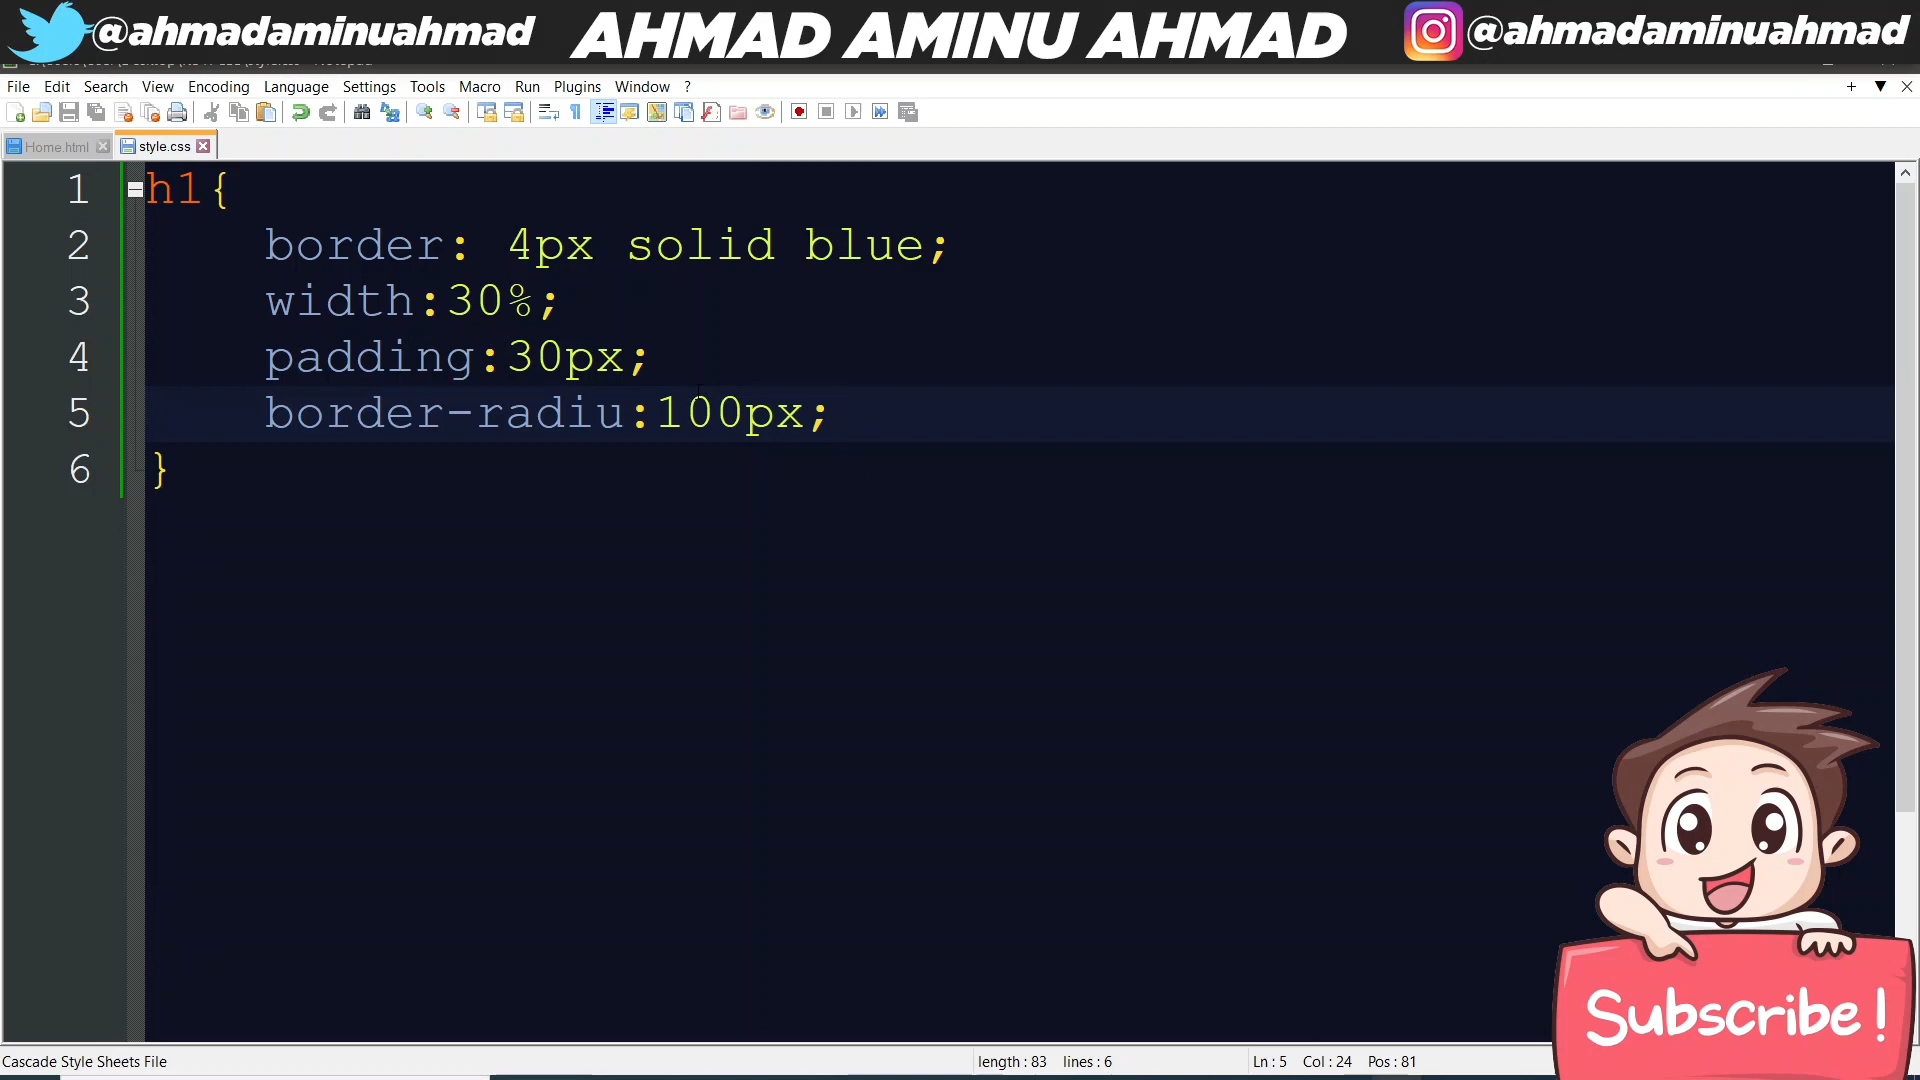 @ahmadaminuahmad AHMAD AMINU AHMAD @ahmadaminuahmad
File Edit Search View Encoding Language Settings Tools Macro Run Plugins Window ?
Home.html style.css
1 h1{
2 border: 4px solid blue;
3 width:30%;
4 padding:30px;
5 border-radiu:100px;
6 }
Subscribe!
Cascade Style Sheets File length : 83 lines : 6 Ln : 5 Col : 24 Pos : 81